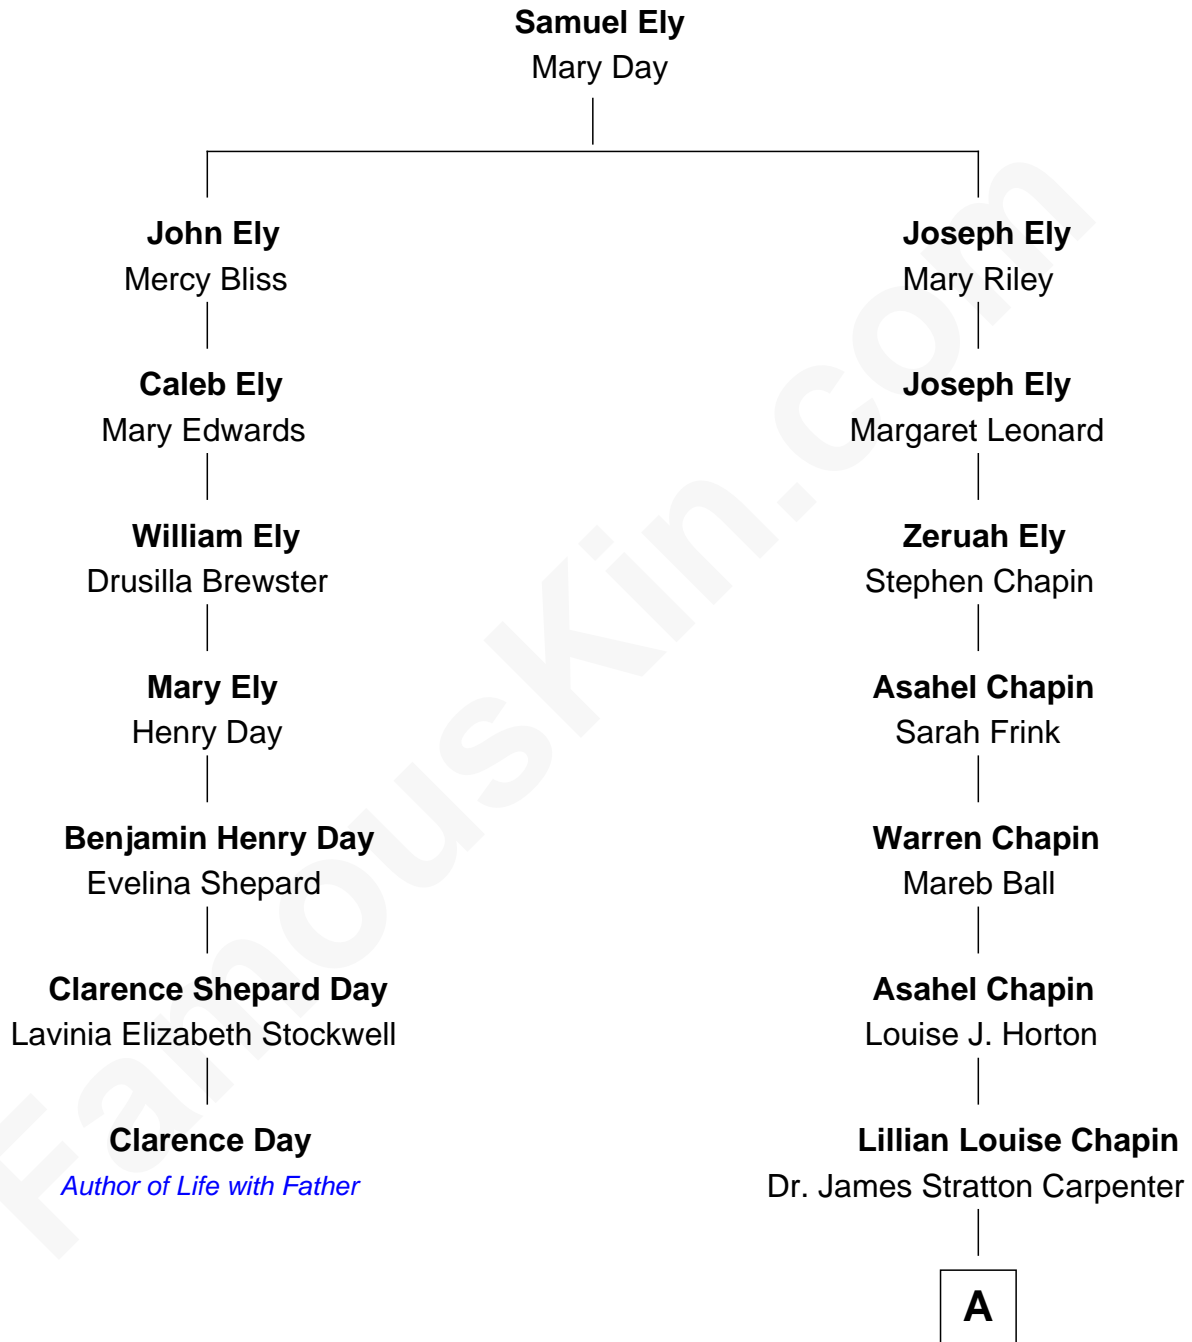 Samuel Ely
Mary Day
John Ely
Mercy Bliss
Joseph Ely
Mary Riley
Caleb Ely
Mary Edwards
Joseph Ely
Margaret Leonard
William Ely
Drusilla Brewster
Zeruah Ely
Stephen Chapin
Mary Ely
Henry Day
Asahel Chapin
Sarah Frink
Benjamin Henry Day
Evelina Shepard
Warren Chapin
Mareb Ball
Clarence Shepard Day
Lavinia Elizabeth Stockwell
Asahel Chapin
Louise J. Horton
Clarence Day
Author of Life with Father
Lillian Louise Chapin
Dr. James Stratton Carpenter
A
FamousKin.com